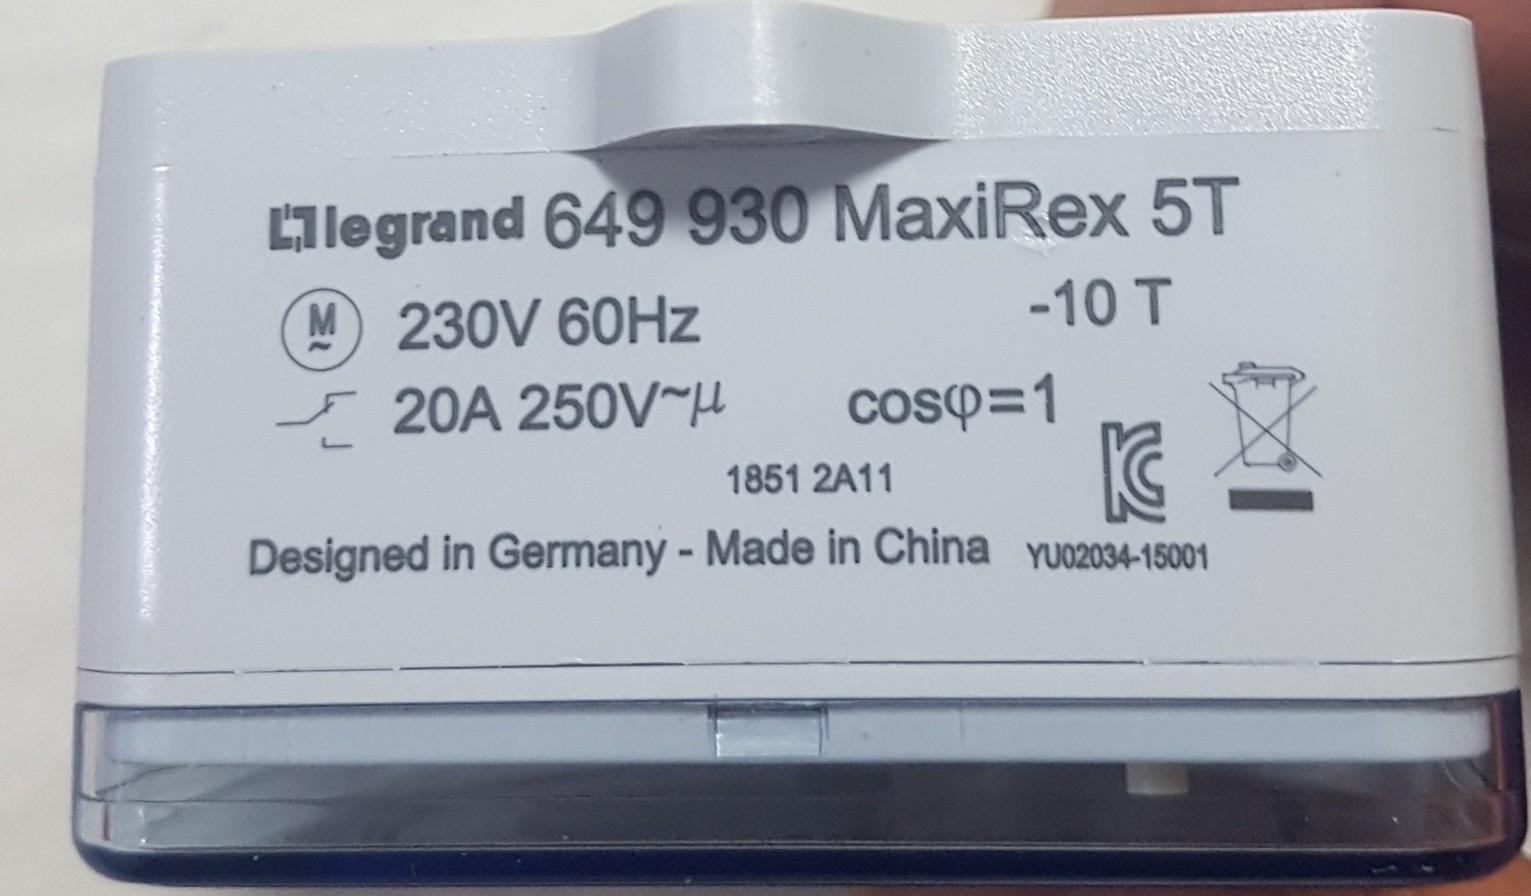 legrand 649 930 MaxiRex 5T
M~ 230V 60Hz -10 T
20A 250V~µ cosφ=1
1851 2A11
Designed in Germany - Made in China YU02034-15001